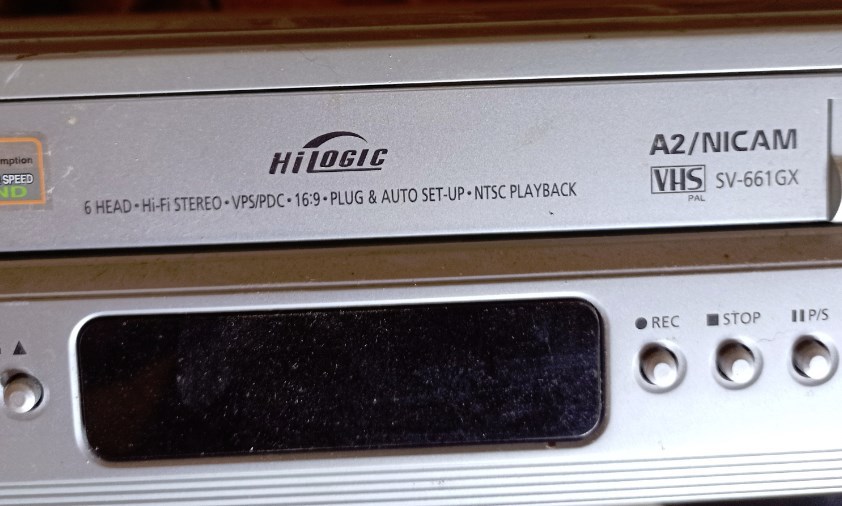 mption
SPEED
ND
HiLOGIC
6 HEAD • Hi-Fi STEREO • VPS/PDC • 16:9 • PLUG & AUTO SET-UP • NTSC PLAYBACK
A2/NICAM
VHS SV-661GX
PAL
▲
● REC ■ STOP ❚❚ P/S